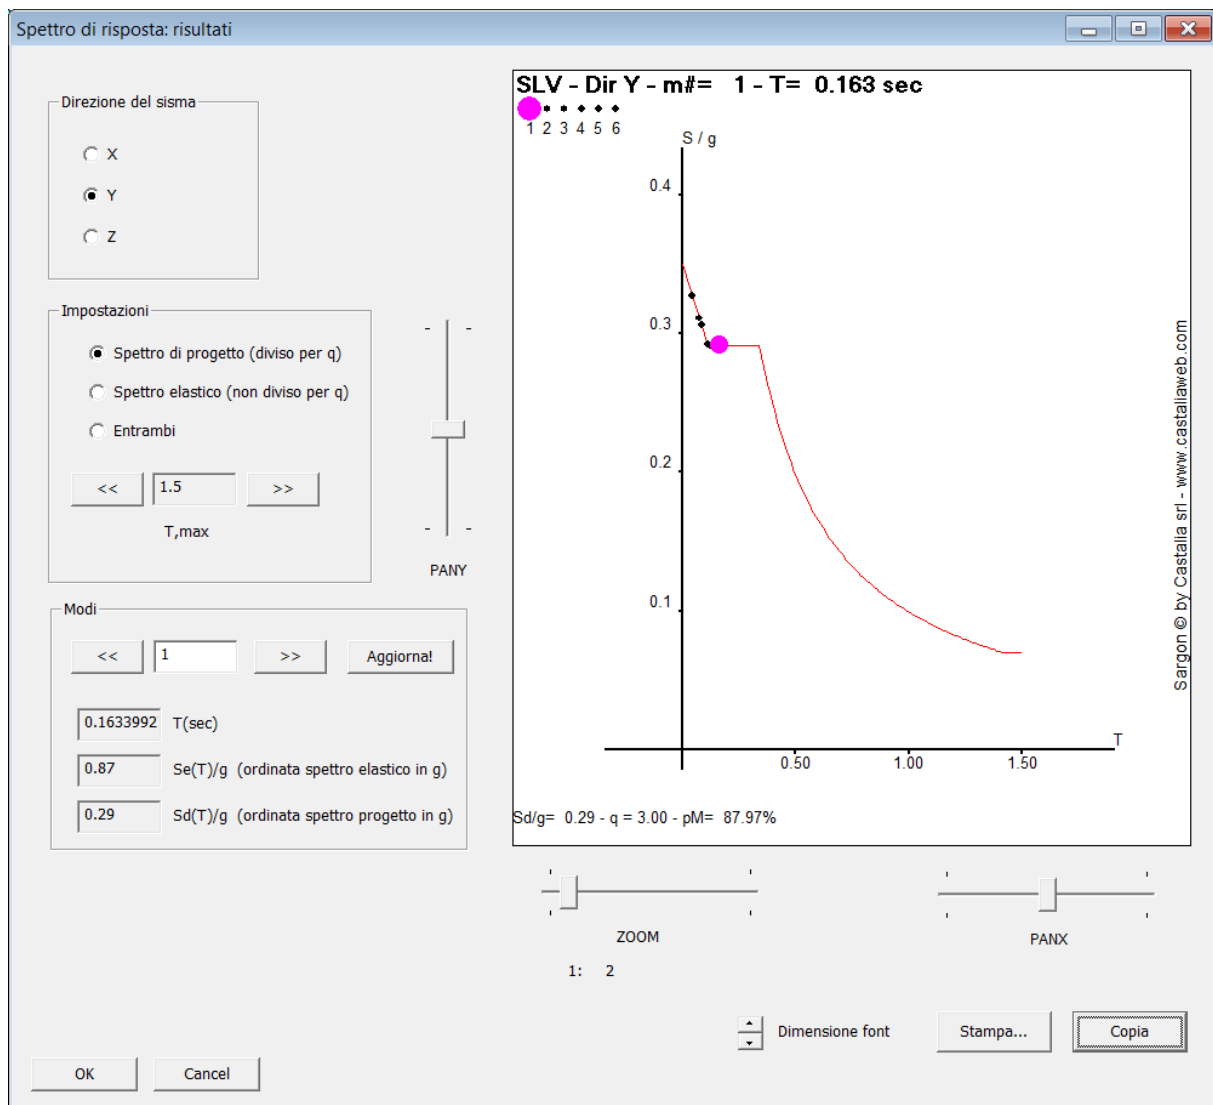 Spettro di risposta: risultati
Direzione del sisma
X
Y
Z
Impostazioni
Spettro di progetto (diviso per q)
Spettro elastico (non diviso per q)
Entrambi
<< 1.5 >>
T,max
PANY
Modi
<< 1 >> Aggiorna!
0.1633992 T(sec)
0.87 Se(T)/g (ordinata spettro elastico in g)
0.29 Sd(T)/g (ordinata spettro progetto in g)
SLV - Dir Y - m#= 1 - T= 0.163 sec
1 2 3 4 5 6
S / g
0.4
0.3
0.2
0.1
T
0.50 1.00 1.50
Sd/g= 0.29 - q = 3.00 - pM= 87.97%
Sargon © by Castalia srl - www.castaliaweb.com
ZOOM
1: 2
PANX
Dimensione font
Stampa...
Copia
OK
Cancel